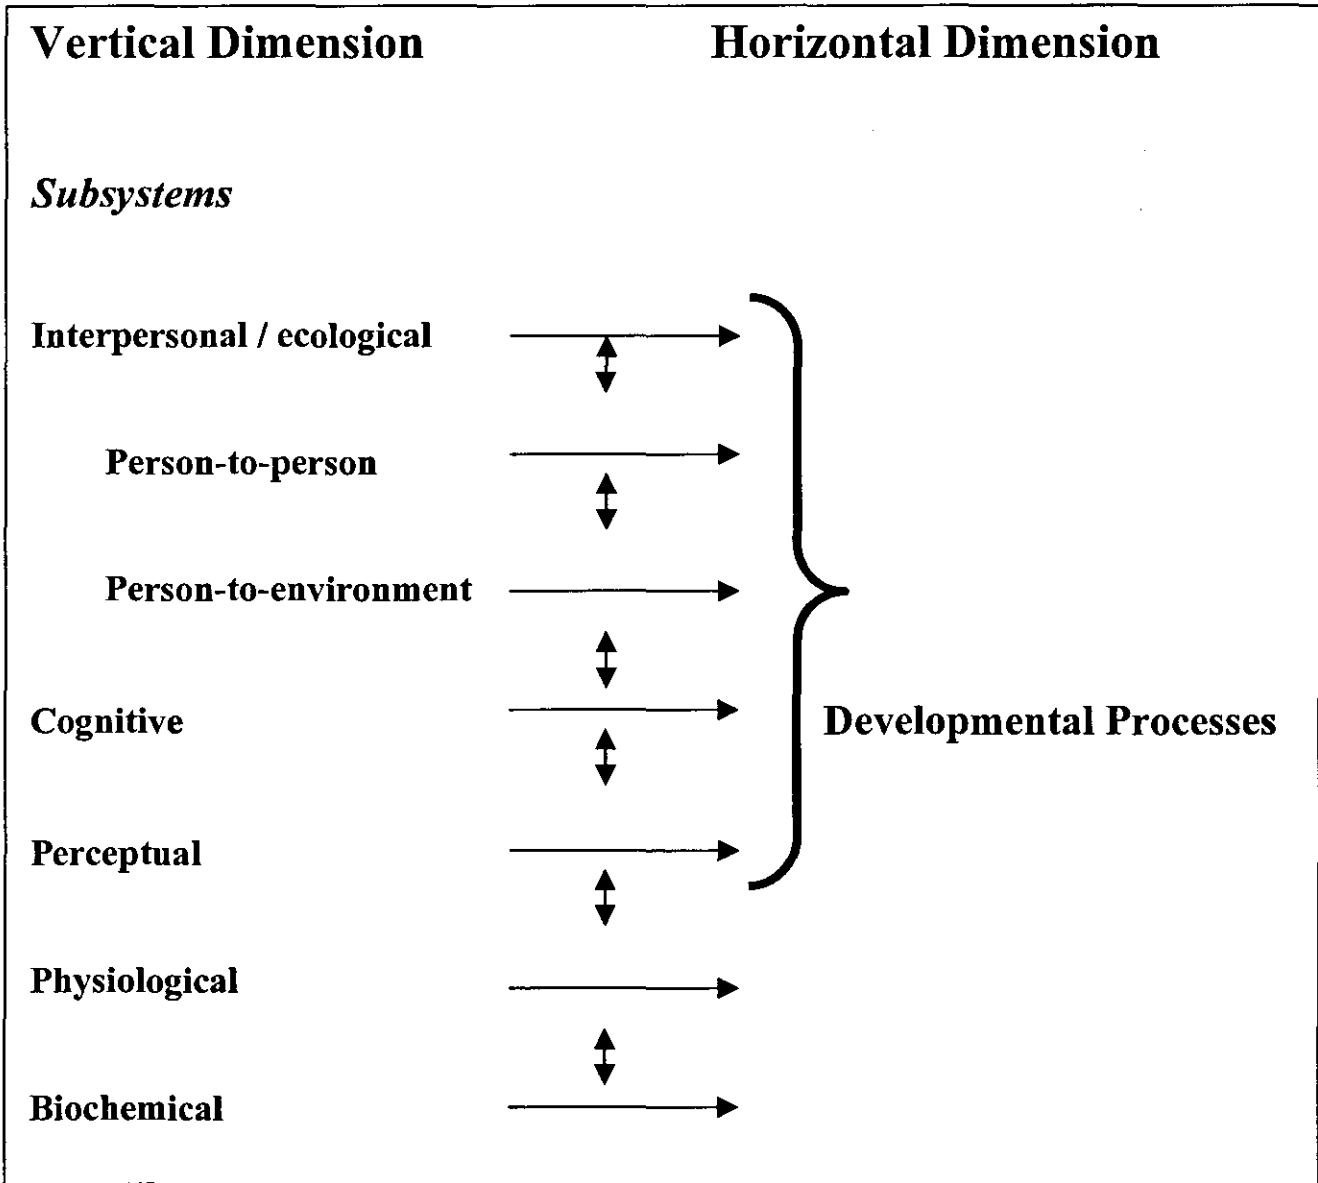 Vertical Dimension
Horizontal Dimension
Subsystems
Interpersonal / ecological
Person-to-person
Person-to-environment
Cognitive
Developmental Processes
Perceptual
Physiological
Biochemical